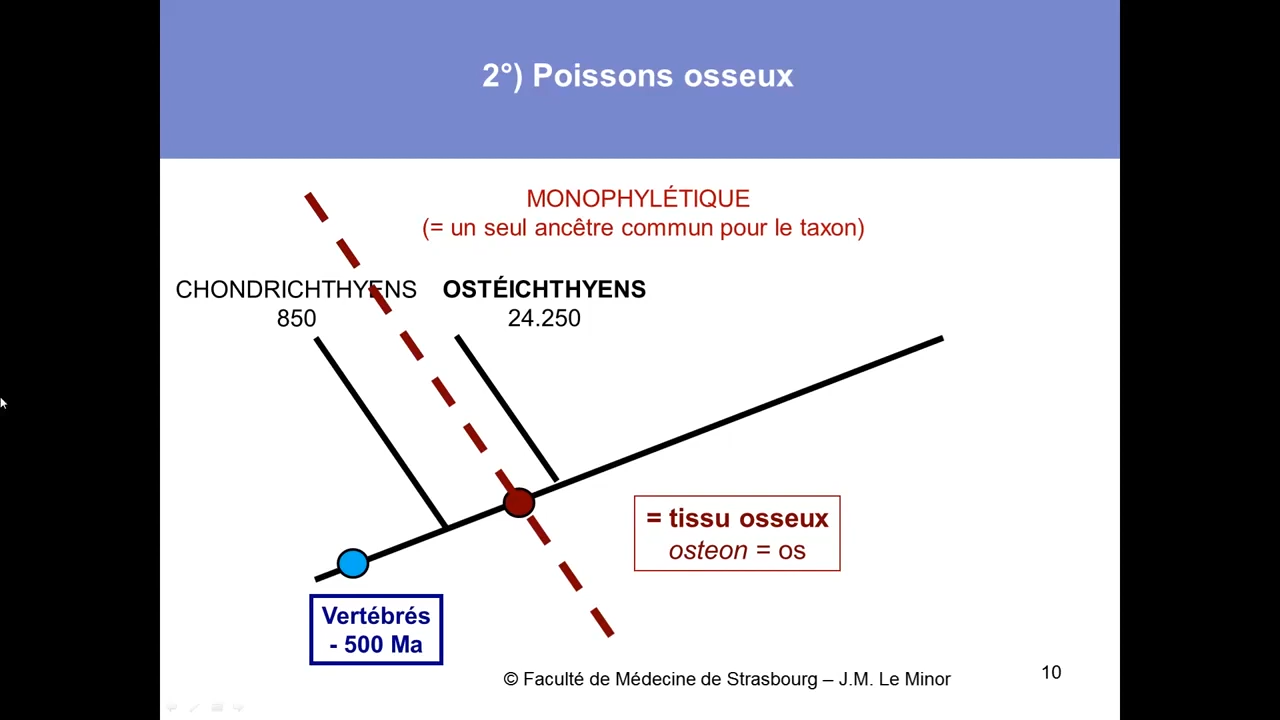 2°) Poissons osseux
MONOPHYLÉTIQUE
(= un seul ancêtre commun pour le taxon)
CHONDRICHTHYENS
850
OSTÉICHTHYENS
24.250
= tissu osseux
osteon = os
Vertébrés
- 500 Ma
© Faculté de Médecine de Strasbourg – J.M. Le Minor
10